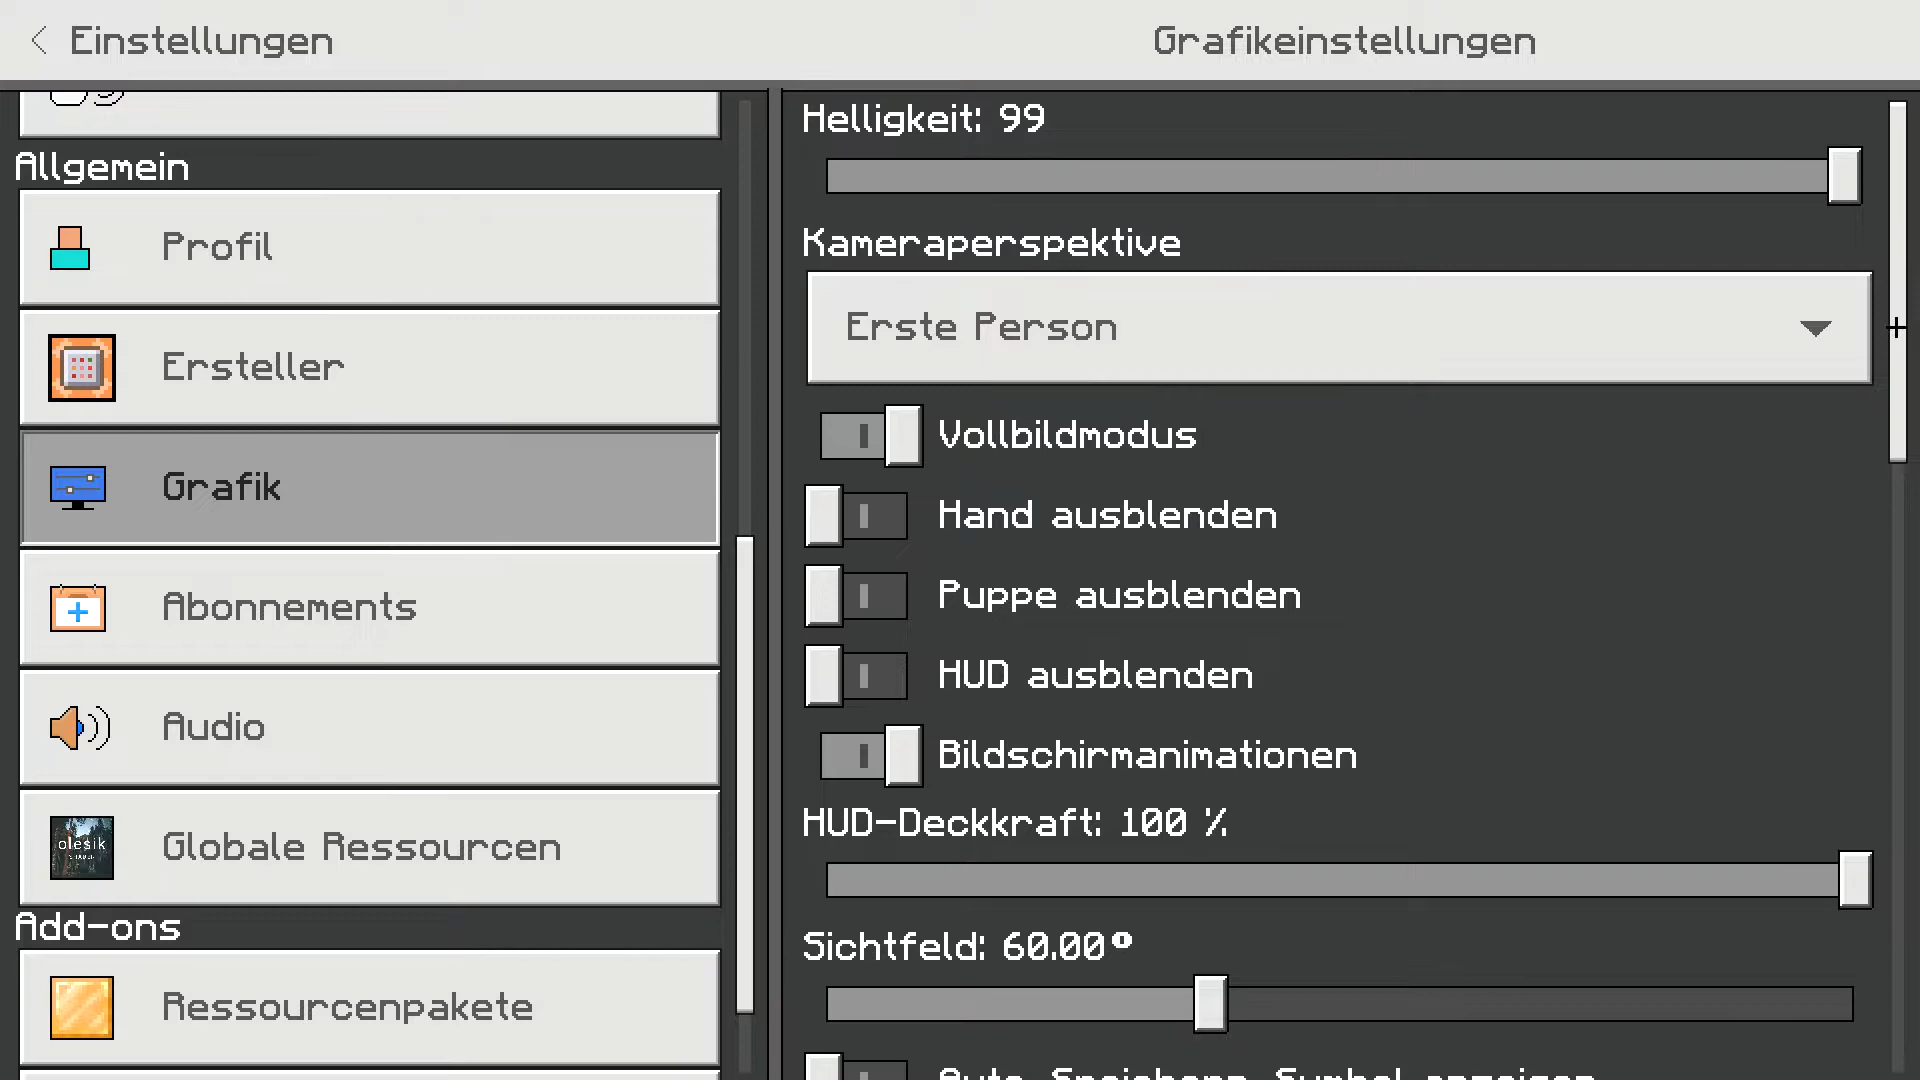 Einstellungen
Grafikeinstellungen
Allgemein
Profil
Ersteller
Grafik
Abonnements
Audio
olesik
Globale Ressourcen
Add-ons
Ressourcenpakete
Helligkeit: 99
Kameraperspektive
Erste Person
Vollbildmodus
Hand ausblenden
Puppe ausblenden
HUD ausblenden
Bildschirmanimationen
HUD-Deckkraft: 100 %
Sichtfeld: 60.00°